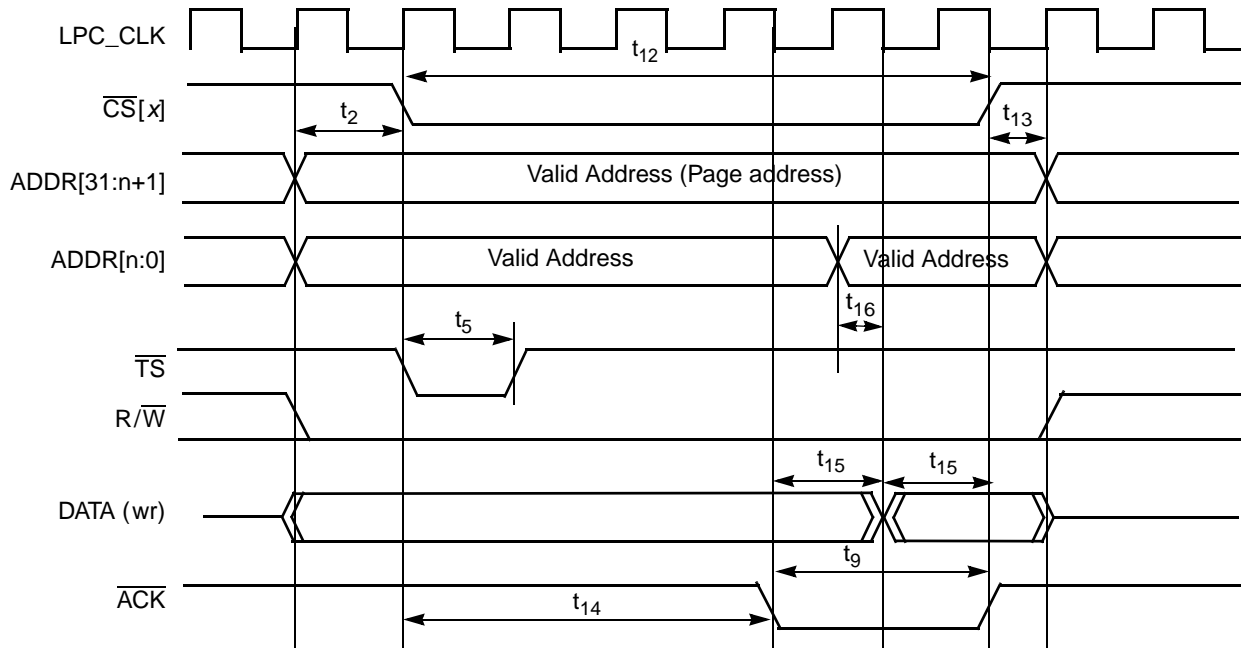 LPC_CLK
t12
CS[x]
t2
t13
ADDR[31:n+1]
Valid Address (Page address)
ADDR[n:0]
Valid Address
Valid Address
t16
t5
TS
R/W
t15
t15
DATA (wr)
t9
ACK
t14